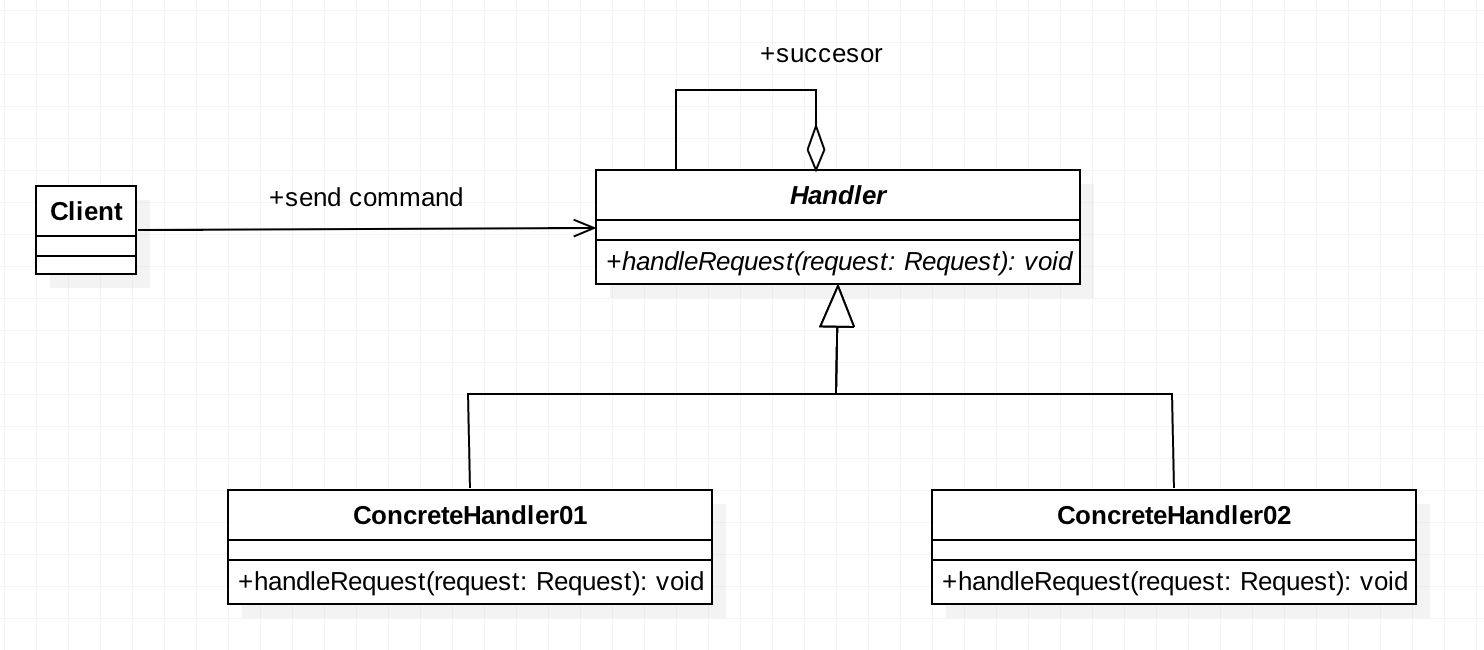 +succesor
+send command
Client
Handler
+handleRequest(request: Request): void
ConcreteHandler01
+handleRequest(request: Request): void
ConcreteHandler02
+handleRequest(request: Request): void